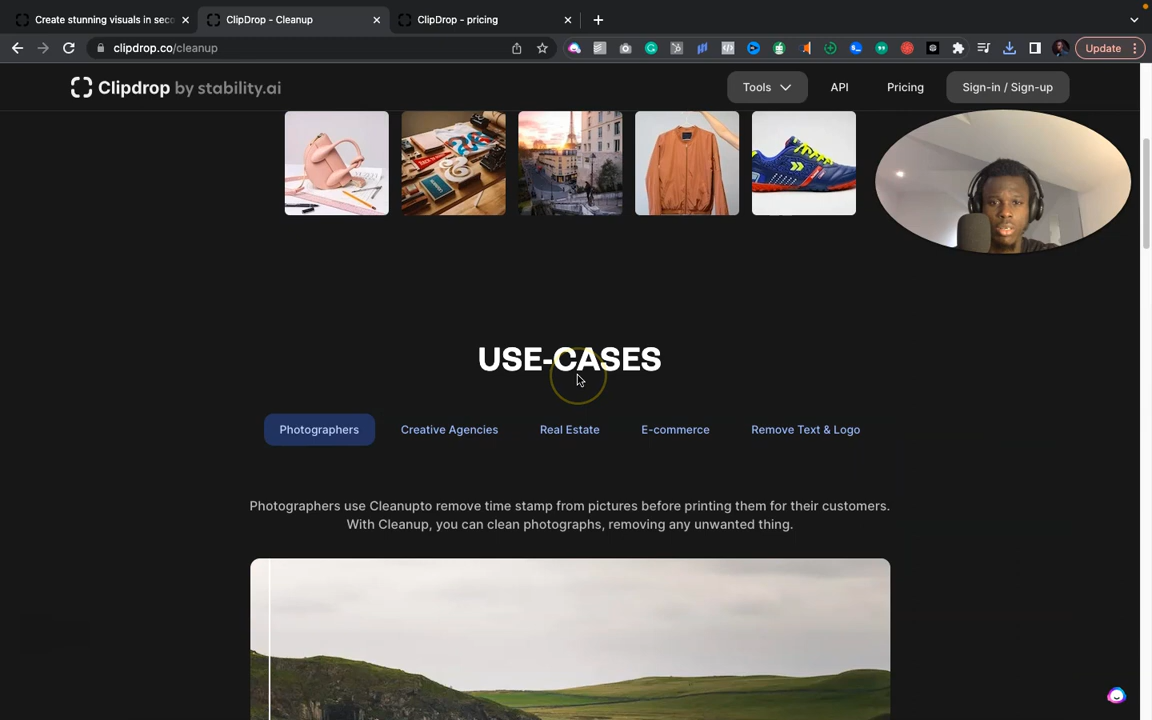 Create stunning visuals in seco
ClipDrop - Cleanup
ClipDrop - pricing
clipdrop.co/cleanup
Update
Clipdrop by stability.ai
Tools
API
Pricing
Sign-in / Sign-up
USE-CASES
Photographers
Creative Agencies
Real Estate
E-commerce
Remove Text & Logo
Photographers use Cleanupto remove time stamp from pictures before printing them for their customers.
With Cleanup, you can clean photographs, removing any unwanted thing.